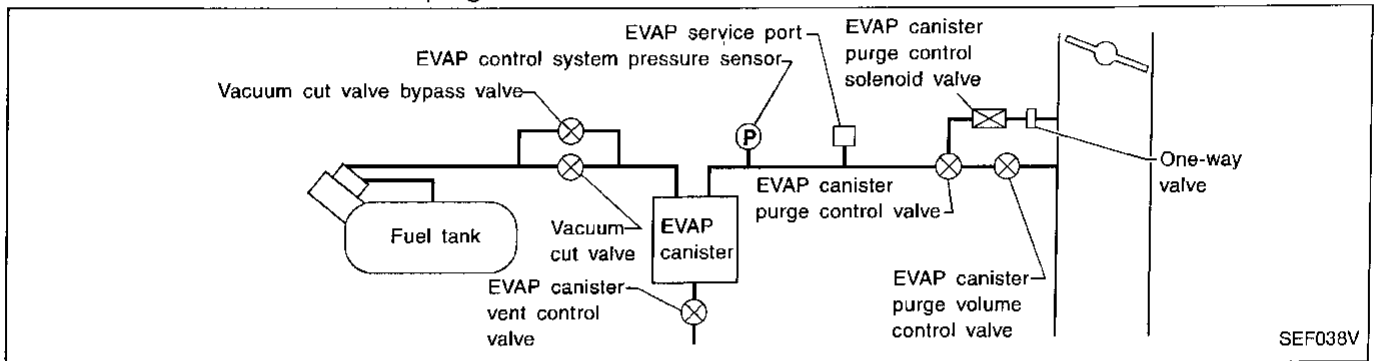 EVAP service port
EVAP control system pressure sensor
Vacuum cut valve bypass valve
EVAP canister
purge control
solenoid valve
P
One-way
valve
EVAP canister
purge control valve
Fuel tank
Vacuum
cut valve
EVAP
canister
EVAP canister
vent control
valve
EVAP canister
purge volume
control valve
SEF038V